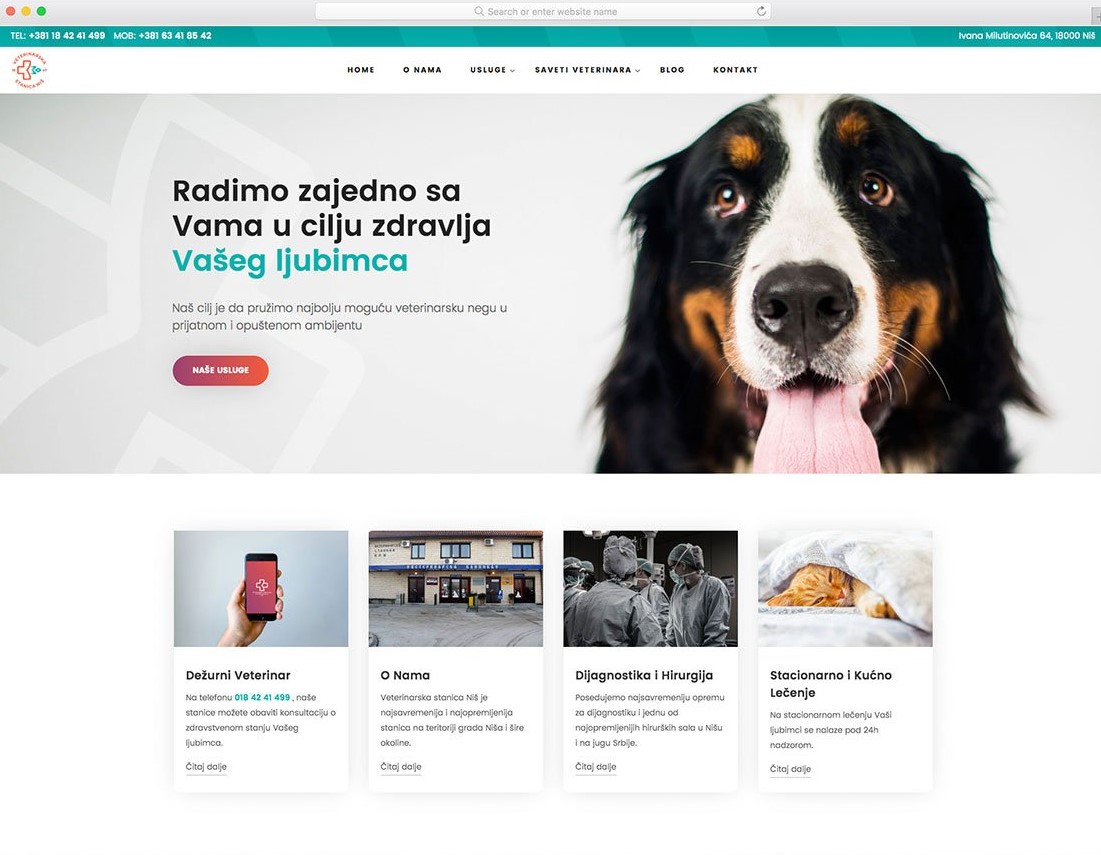 Search or enter website name
TEL: +381 18 42 41 499 MOB: +381 63 41 85 42
Ivana Milutinovića 64, 18000 Niš
VETERINARSKA
STANICA NIŠ
HOME
O NAMA
USLUGE
SAVETI VETERINARA
BLOG
KONTAKT
Radimo zajedno sa
Vama u cilju zdravlja
Vašeg ljubimca
Naš cilj je da pružimo najbolju moguću veterinarsku negu u
prijatnom i opuštenom ambijentu
NAŠE USLUGE
Dežurni Veterinar
Na telefonu 018 42 41 499 , naše
stanice možete obaviti konsultaciju o
zdravstvenom stanju Vašeg
ljubimca.
Čitaj dalje
O Nama
Veterinarska stanica Niš je
najsavremenija i najopremljenija
stanica na teritoriji grada Niša i šire
okoline.
Čitaj dalje
Dijagnostika i Hirurgija
Posedujemo najsavremeniju opremu
za dijagnostiku i jednu od
najopremljenijih hirurških sala u Nišu
i na jugu Srbije.
Čitaj dalje
Stacionarno i Kućno
Lečenje
Na stacionarnom lečenju Vaši
ljubimci se nalaze pod 24h
nadzorom.
Čitaj dalje